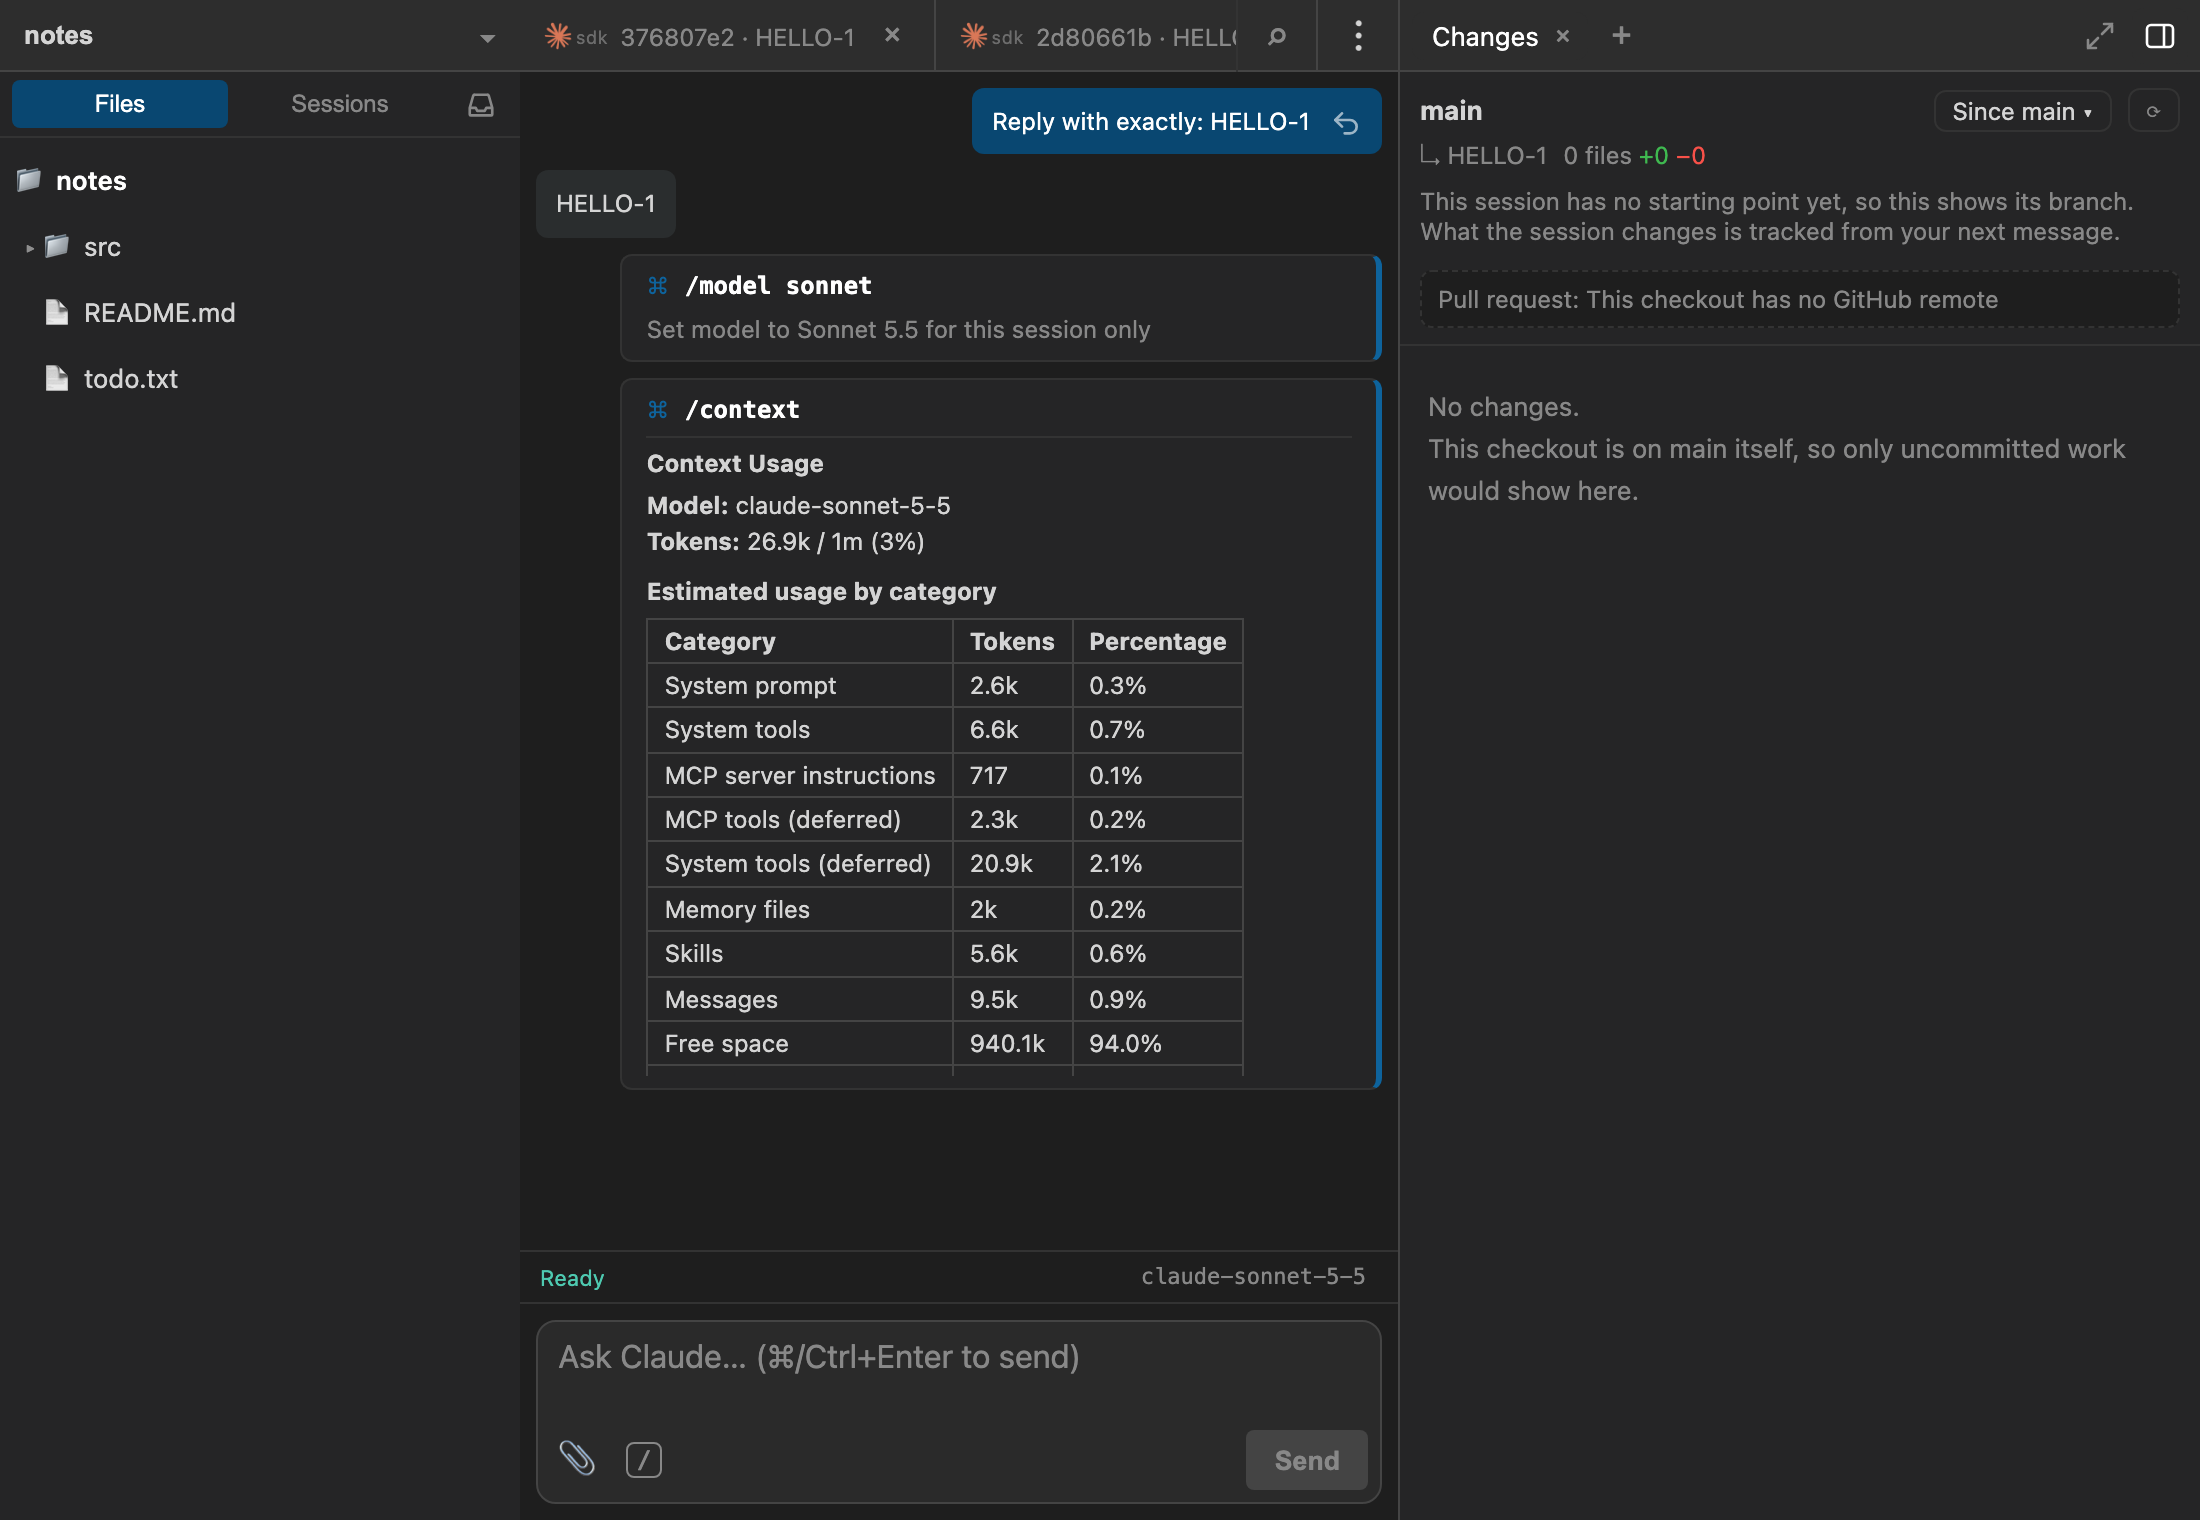 notes
Files
Sessions
notes
src
README.md
todo.txt
sdk 376807e2 · HELLO-1
sdk 2d80661b · HELL
Reply with exactly: HELLO-1
HELLO-1
⌘ /model sonnet
Set model to Sonnet 5.5 for this session only
⌘ /context
Context Usage
Model: claude-sonnet-5-5
Tokens: 26.9k / 1m (3%)
Estimated usage by category
Category Tokens Percentage
System prompt 2.6k 0.3%
System tools 6.6k 0.7%
MCP server instructions 717 0.1%
MCP tools (deferred) 2.3k 0.2%
System tools (deferred) 20.9k 2.1%
Memory files 2k 0.2%
Skills 5.6k 0.6%
Messages 9.5k 0.9%
Free space 940.1k 94.0%
Ready
claude-sonnet-5-5
Ask Claude... (⌘/Ctrl+Enter to send)
/
Send
Changes
main
Since main
HELLO-1 0 files +0 −0
This session has no starting point yet, so this shows its branch.
What the session changes is tracked from your next message.
Pull request: This checkout has no GitHub remote
No changes.
This checkout is on main itself, so only uncommitted work
would show here.